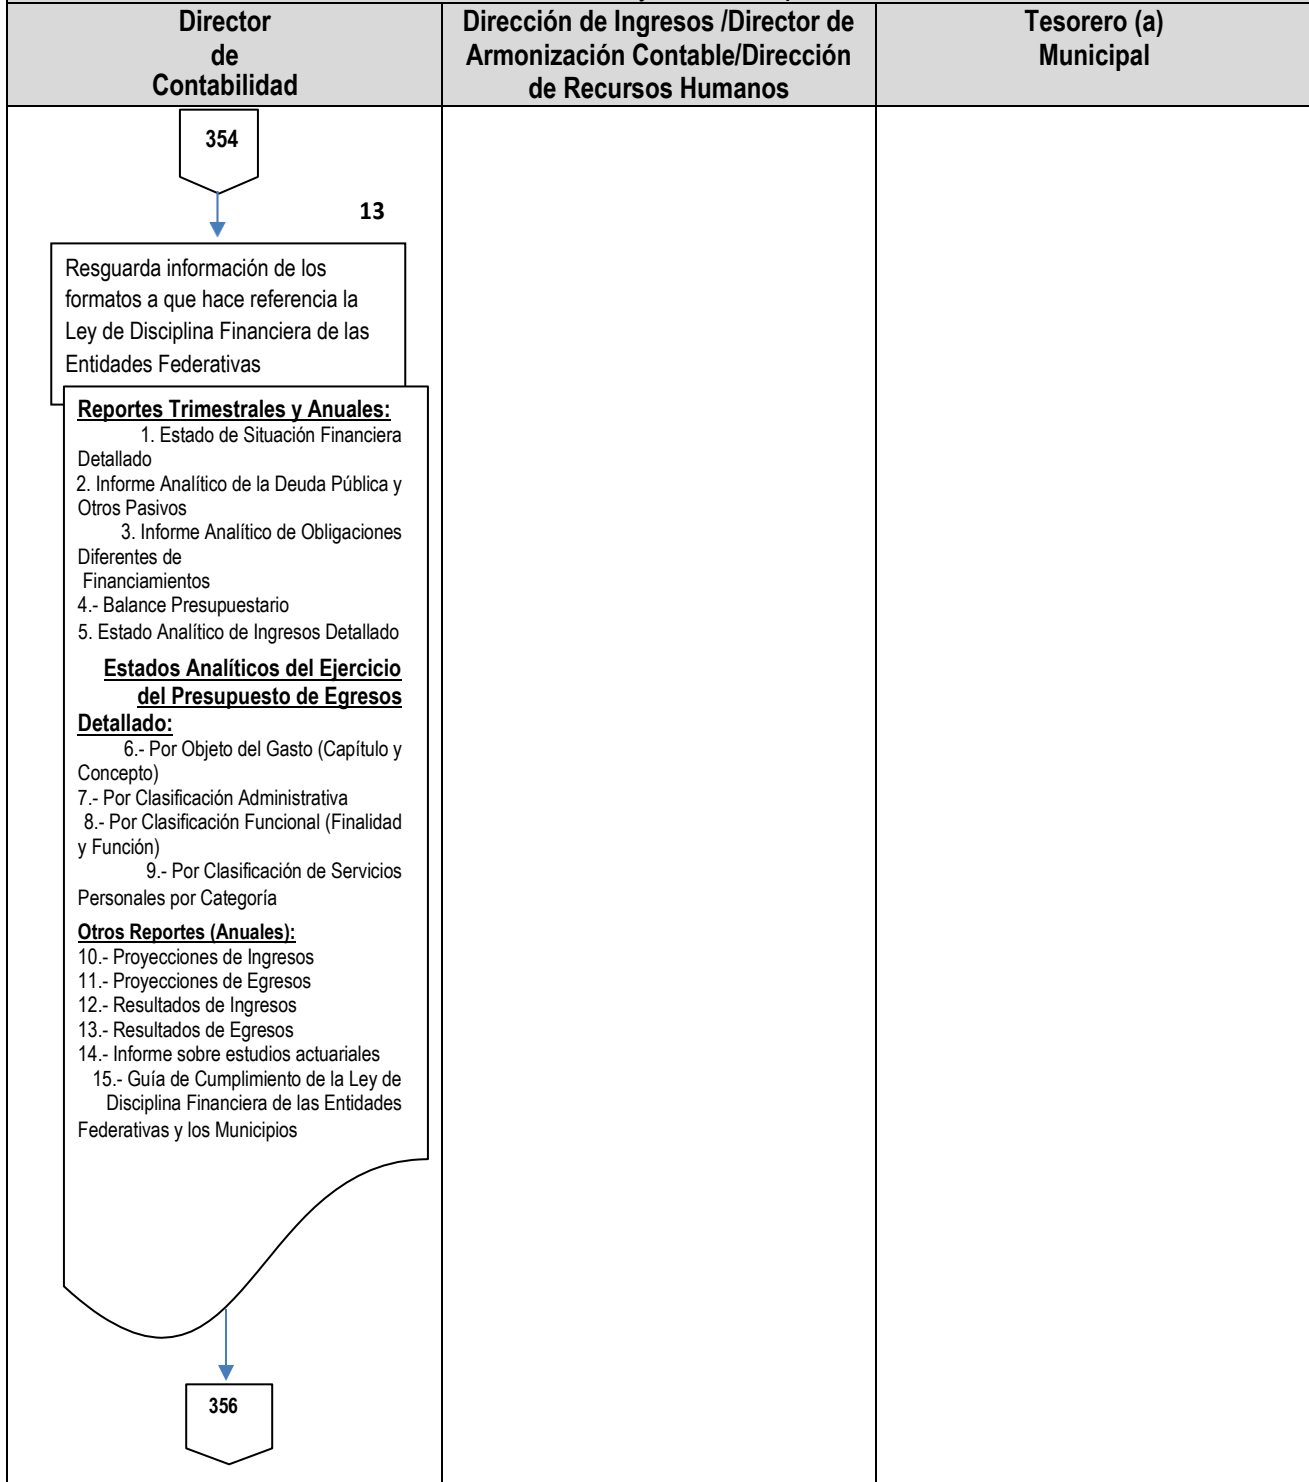 Director
de
Contabilidad
Dirección de Ingresos /Director de
Armonización Contable/Dirección
de Recursos Humanos
Tesorero (a)
Municipal
354
13
Resguarda información de los
formatos a que hace referencia la
Ley de Disciplina Financiera de las
Entidades Federativas
Reportes Trimestrales y Anuales:
1. Estado de Situación Financiera
Detallado
2. Informe Analítico de la Deuda Pública y
Otros Pasivos
3. Informe Analítico de Obligaciones
Diferentes de
Financiamientos
4.- Balance Presupuestario
5. Estado Analítico de Ingresos Detallado
Estados Analíticos del Ejercicio
del Presupuesto de Egresos
Detallado:
6.- Por Objeto del Gasto (Capítulo y
Concepto)
7.- Por Clasificación Administrativa
8.- Por Clasificación Funcional (Finalidad
y Función)
9.- Por Clasificación de Servicios
Personales por Categoría
Otros Reportes (Anuales):
10.- Proyecciones de Ingresos
11.- Proyecciones de Egresos
12.- Resultados de Ingresos
13.- Resultados de Egresos
14.- Informe sobre estudios actuariales
15.- Guía de Cumplimiento de la Ley de
Disciplina Financiera de las Entidades
Federativas y los Municipios
356